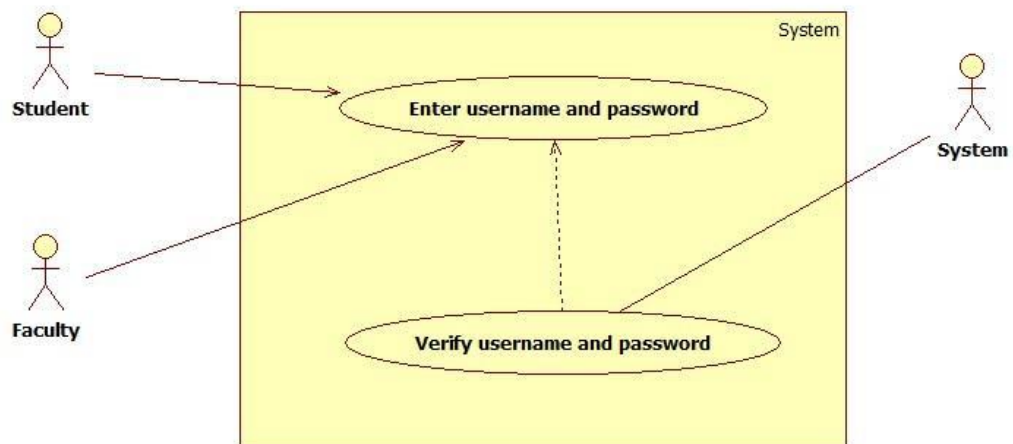 System
Student
Enter username and password
System
Faculty
Verify username and password